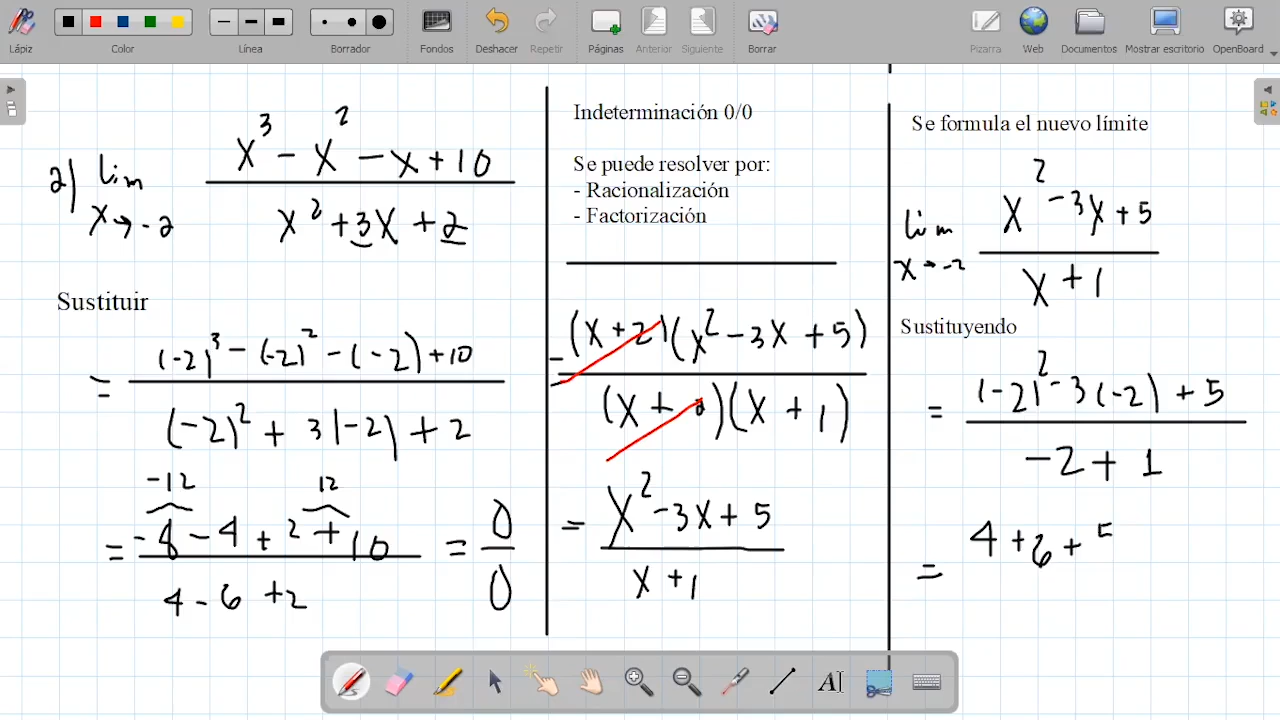 Lápiz Color Línea Borrador Fondos Deshacer Repetir Páginas Anterior Siguiente Borrar Pizarra Web Documentos Mostrar escritorio OpenBoard
2) lim x→-2
x³ - x² - x + 10
x² + 3x + 2
Sustituir
= (-2)³ - (-2)² - (-2) + 10
(-2)² + 3(-2) + 2
-12 12
= -8 - 4 + 2 + 10
4 - 6 + 2
= 0
0
Indeterminación 0/0
Se puede resolver por:
- Racionalización
- Factorización
(x + 2)(x² - 3x + 5)
(x + 2)(x + 1)
= x² - 3x + 5
x + 1
Se formula el nuevo límite
lim x→-2
x² - 3x + 5
x + 1
Sustituyendo
= (-2)² - 3(-2) + 5
-2 + 1
= 4 + 6 +